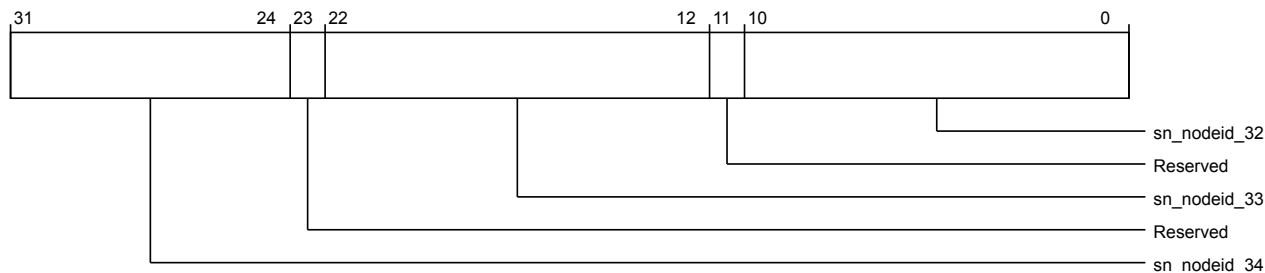 31 24 23 22 12 11 10 0
sn_nodeid_32
Reserved
sn_nodeid_33
Reserved
sn_nodeid_34